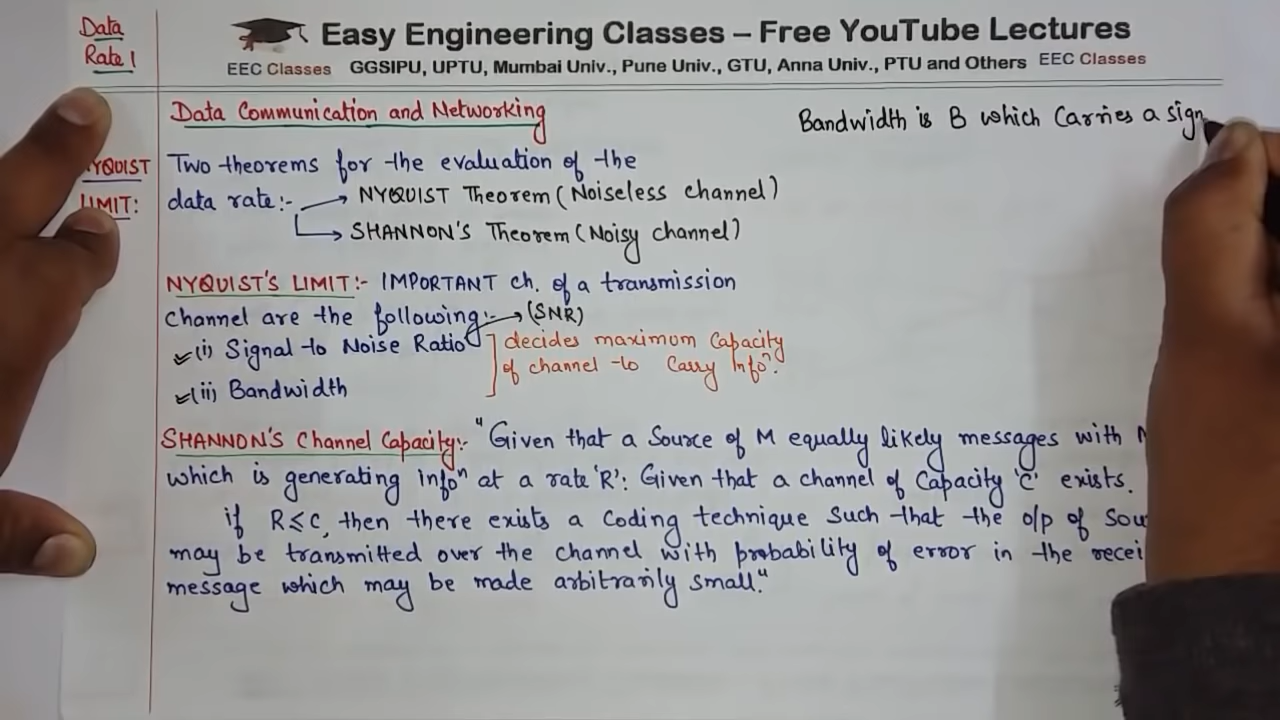 Data
Rate 1
Easy Engineering Classes – Free YouTube Lectures
EEC Classes GGSIPU, UPTU, Mumbai Univ., Pune Univ., GTU, Anna Univ., PTU and Others EEC Classes
Data Communication and Networking
Bandwidth is B which Carries a sign
NYQUIST
LIMIT:
Two theorems for the evaluation of the
data rate:- → NYQUIST Theorem (Noiseless channel)
→ SHANNON'S Theorem (Noisy channel)
NYQUIST'S LIMIT:- IMPORTANT ch. of a transmission
Channel are the following:- → (SNR)
(i) Signal to Noise Ratio
(ii) Bandwidth
decides maximum Capacity
of channel to Carry Infoⁿ.
SHANNON'S Channel Capacity:- "Given that a Source of M equally likely messages with
which is generating infoⁿ at a rate 'R': Given that a channel of Capacity 'C' exists.
if R≤C, then there exists a Coding technique Such that the o/p of Sou
may be transmitted over the channel with probability of error in the recei
message which may be made arbitrarily small."